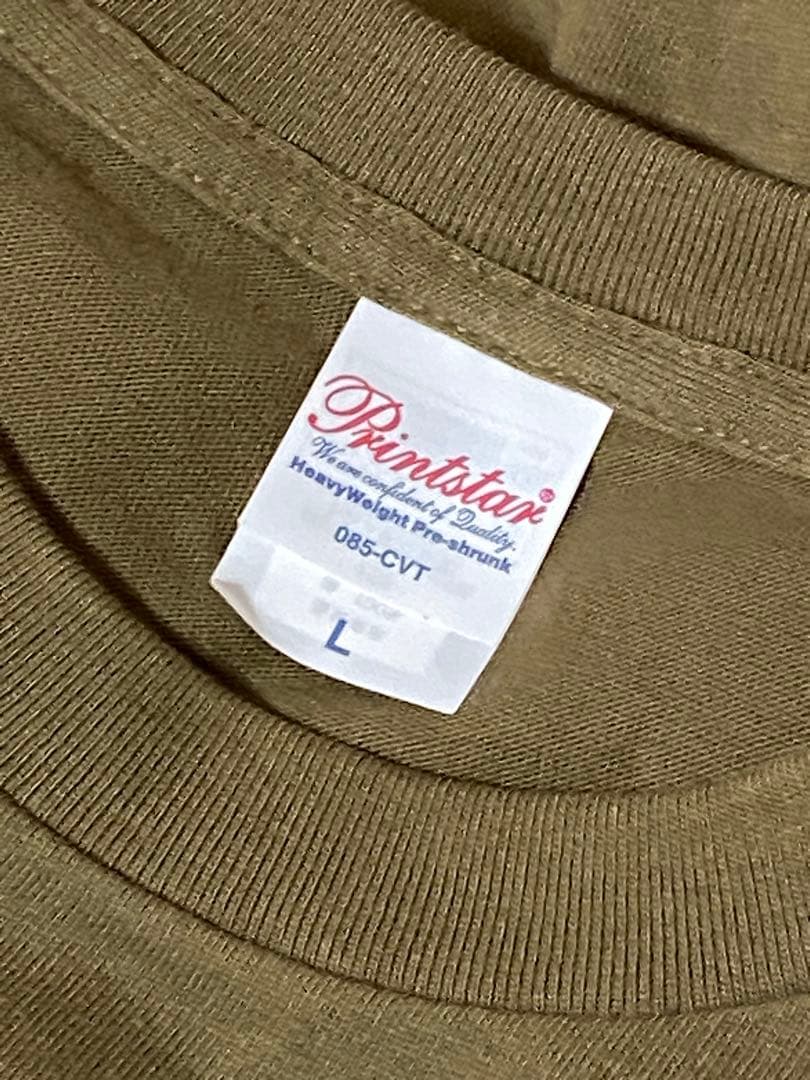 Printstar®
We are confident of Quality.
HeavyWeight Pre-shrunk
085-CVT
L